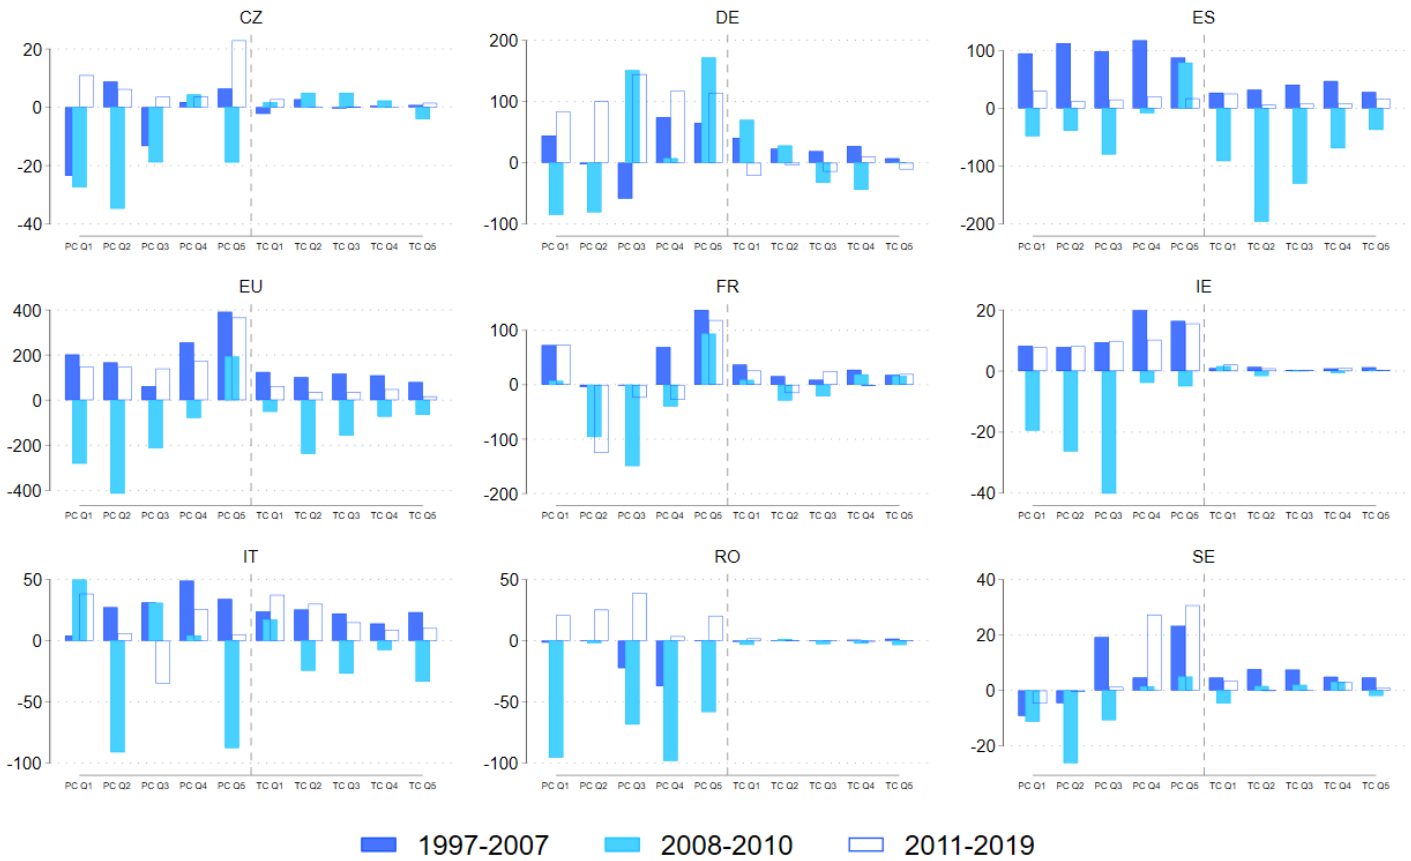 CZ
20
0
-20
-40
PC Q1 PC Q2 PC Q3 PC Q4 PC Q5 TC Q1 TC Q2 TC Q3 TC Q4 TC Q5
DE
200
100
0
-100
PC Q1 PC Q2 PC Q3 PC Q4 PC Q5 TC Q1 TC Q2 TC Q3 TC Q4 TC Q5
ES
100
0
-100
-200
PC Q1 PC Q2 PC Q3 PC Q4 PC Q5 TC Q1 TC Q2 TC Q3 TC Q4 TC Q5
EU
400
200
0
-200
-400
PC Q1 PC Q2 PC Q3 PC Q4 PC Q5 TC Q1 TC Q2 TC Q3 TC Q4 TC Q5
FR
100
0
-100
-200
PC Q1 PC Q2 PC Q3 PC Q4 PC Q5 TC Q1 TC Q2 TC Q3 TC Q4 TC Q5
IE
20
0
-20
-40
PC Q1 PC Q2 PC Q3 PC Q4 PC Q5 TC Q1 TC Q2 TC Q3 TC Q4 TC Q5
IT
50
0
-50
-100
PC Q1 PC Q2 PC Q3 PC Q4 PC Q5 TC Q1 TC Q2 TC Q3 TC Q4 TC Q5
RO
50
0
-50
-100
PC Q1 PC Q2 PC Q3 PC Q4 PC Q5 TC Q1 TC Q2 TC Q3 TC Q4 TC Q5
SE
40
20
0
-20
PC Q1 PC Q2 PC Q3 PC Q4 PC Q5 TC Q1 TC Q2 TC Q3 TC Q4 TC Q5
1997-2007 2008-2010 2011-2019